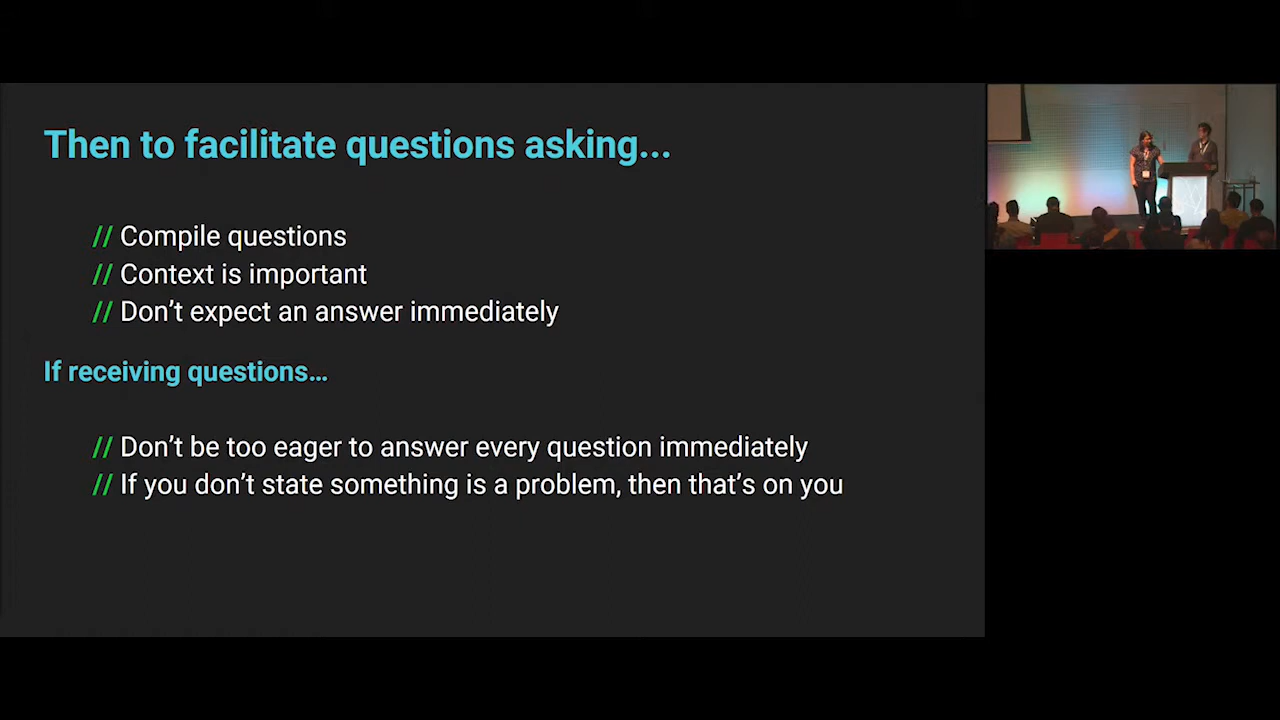 Then to facilitate questions asking...
// Compile questions
// Context is important
// Don’t expect an answer immediately
If receiving questions...
// Don’t be too eager to answer every question immediately
// If you don’t state something is a problem, then that’s on you